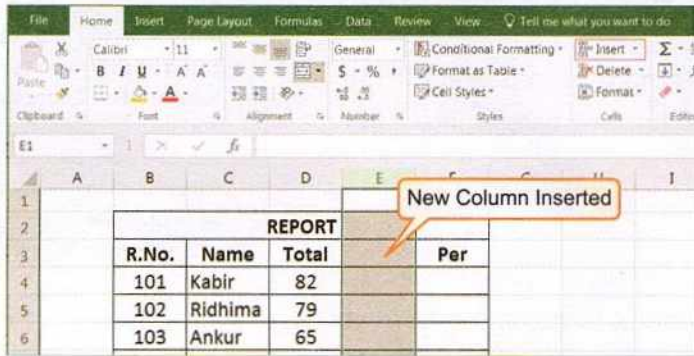 File Home Insert Page Layout Formulas Data Review View Tell me what you want to do
Calibri 11 General Conditional Formatting Insert Σ
Paste B I U A A $ % , Format as Table Delete
A Cell Styles Format
Clipboard Font Alignment Number Styles Cells
E1 fx
A B C D E I
1 New Column Inserted
2 REPORT
3 R.No. Name Total Per
4 101 Kabir 82
5 102 Ridhima 79
6 103 Ankur 65